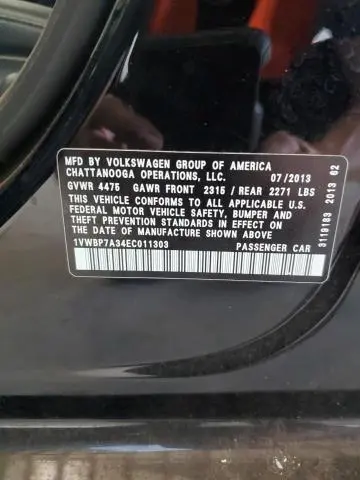 MFD BY VOLKSWAGEN GROUP OF AMERICA
CHATTANOOGA OPERATIONS, LLC. 07/2013
GVWR 4475 GAWR FRONT 2315 / REAR 2271 LBS
THIS VEHICLE CONFORMS TO ALL APPLICABLE U.S.
FEDERAL MOTOR VEHICLE SAFETY, BUMPER AND
THEFT PREVENTION STANDARDS IN EFFECT ON
THE DATE OF MANUFACTURE SHOWN ABOVE
1VWBP7A34EC011303 PASSENGER CAR
3119183 2013 62